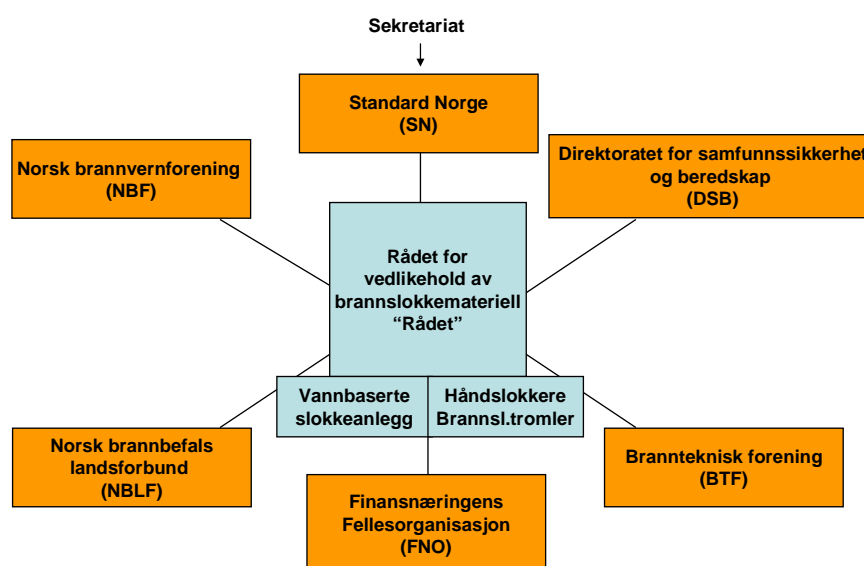 Sekretariat
Standard Norge
(SN)
Norsk brannvernforening
(NBF)
Direktoratet for samfunnssikkerhet
og beredskap
(DSB)
Rådet for
vedlikehold av
brannslokkemateriell
“Rådet”
Vannbaserte
slokkeanlegg
Håndslokkere
Brannsl.tromler
Norsk brannbefals
landsforbund
(NBLF)
Brannteknisk forening
(BTF)
Finansnæringens
Fellesorganisasjon
(FNO)